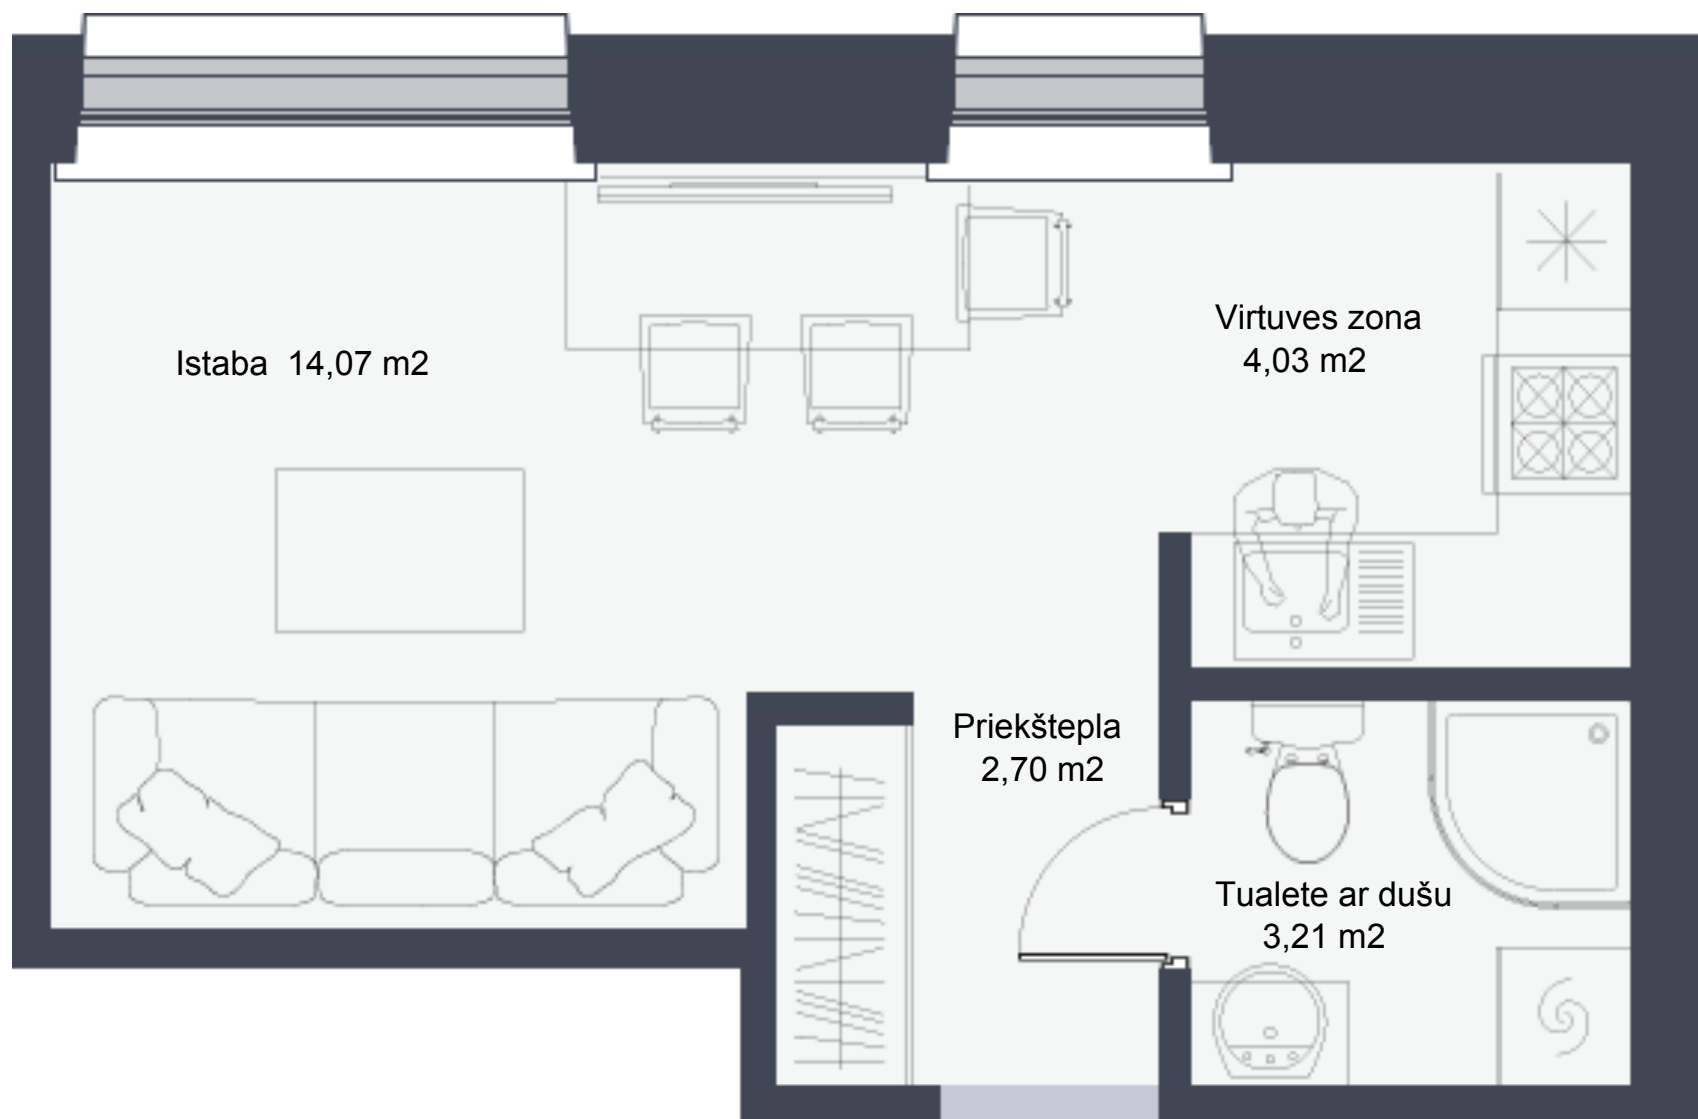 Istaba  14,07 m2
Virtuves zona
4,03 m2
Priekštepla
2,70 m2
Tualete ar dušu
3,21 m2